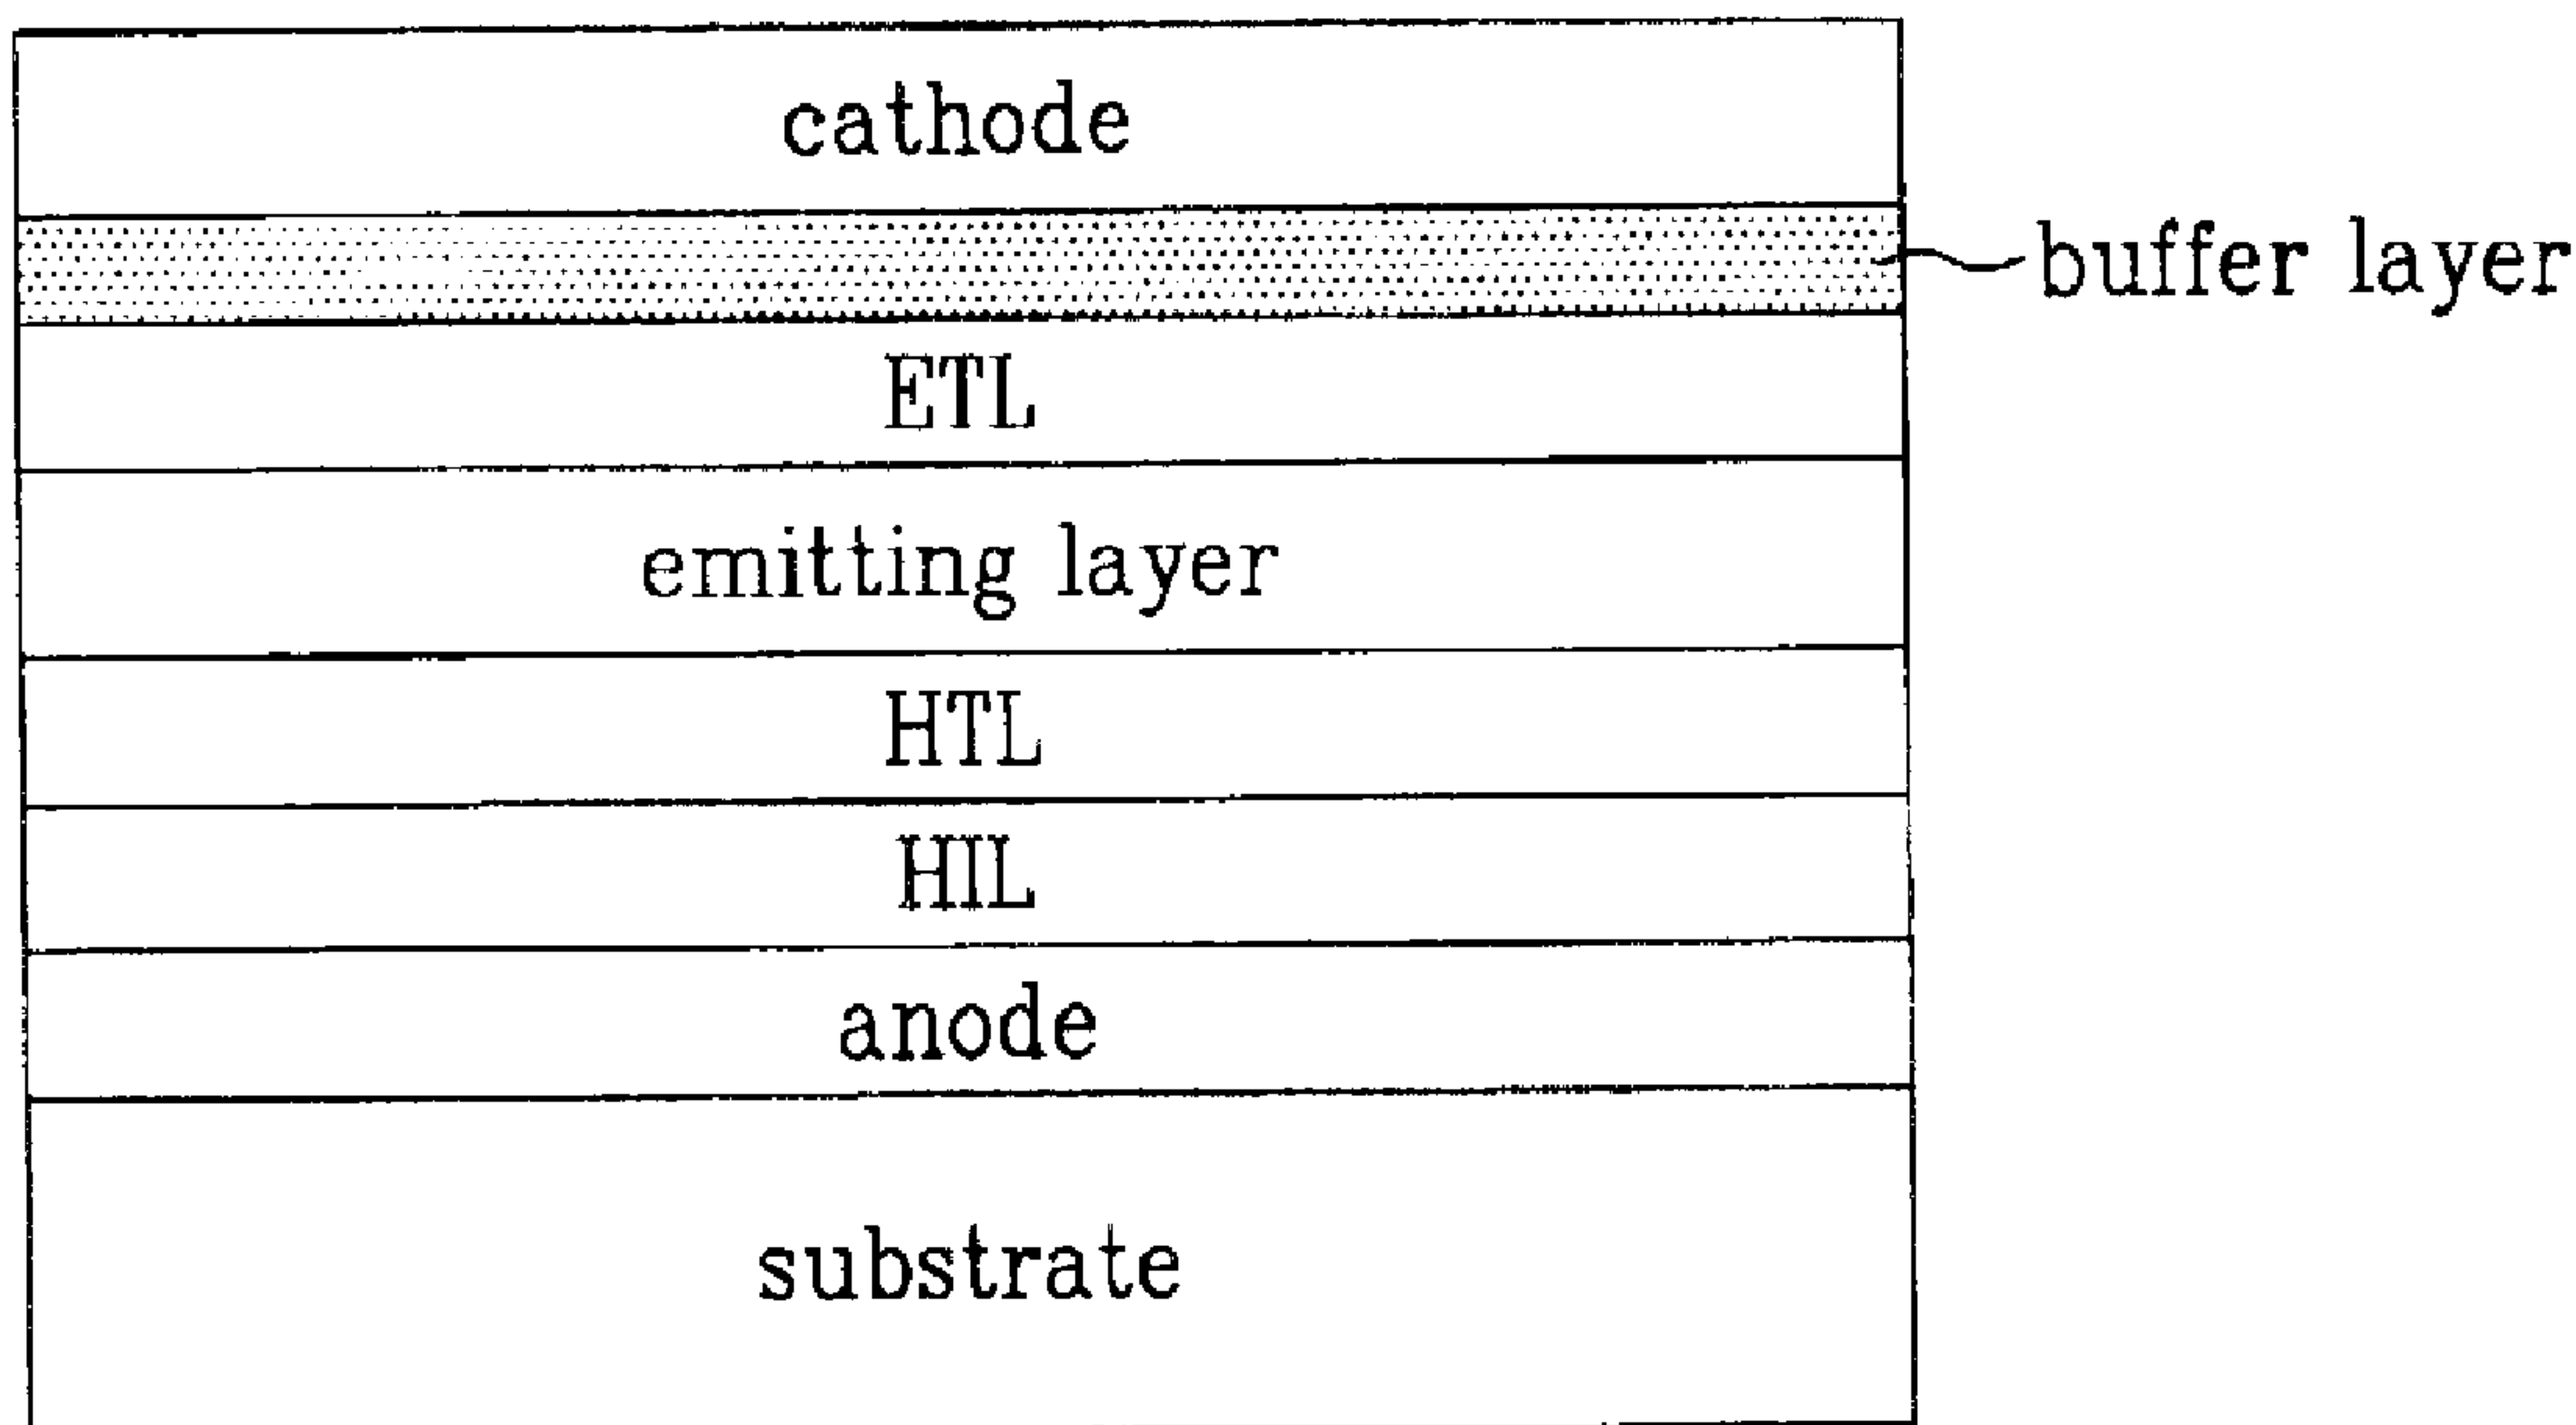 cathode
buffer layer
ETL
emitting layer
HTL
HIL
anode
substrate